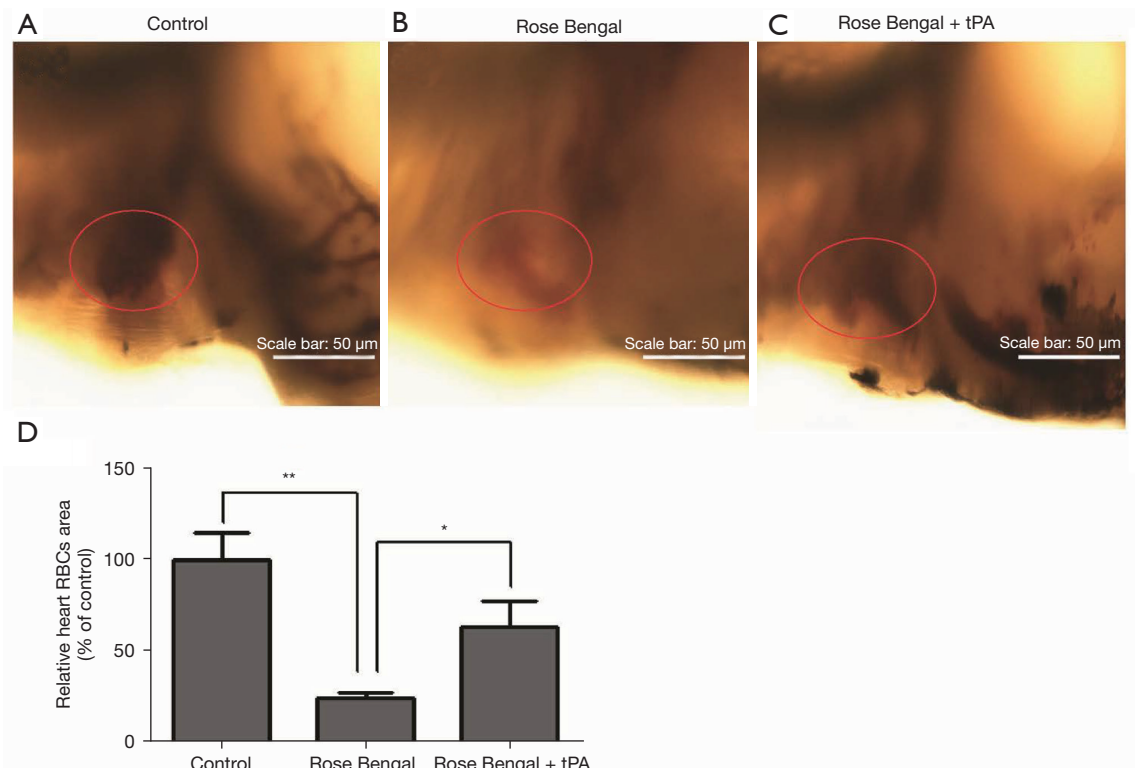 A
Control
B
Rose Bengal
C
Rose Bengal + tPA
Scale bar: 50 µm
Scale bar: 50 µm
Scale bar: 50 µm
D
Relative heart RBCs area
(% of control)
150
100
50
0
**
*
Control
Rose Bengal
Rose Bengal + tPA